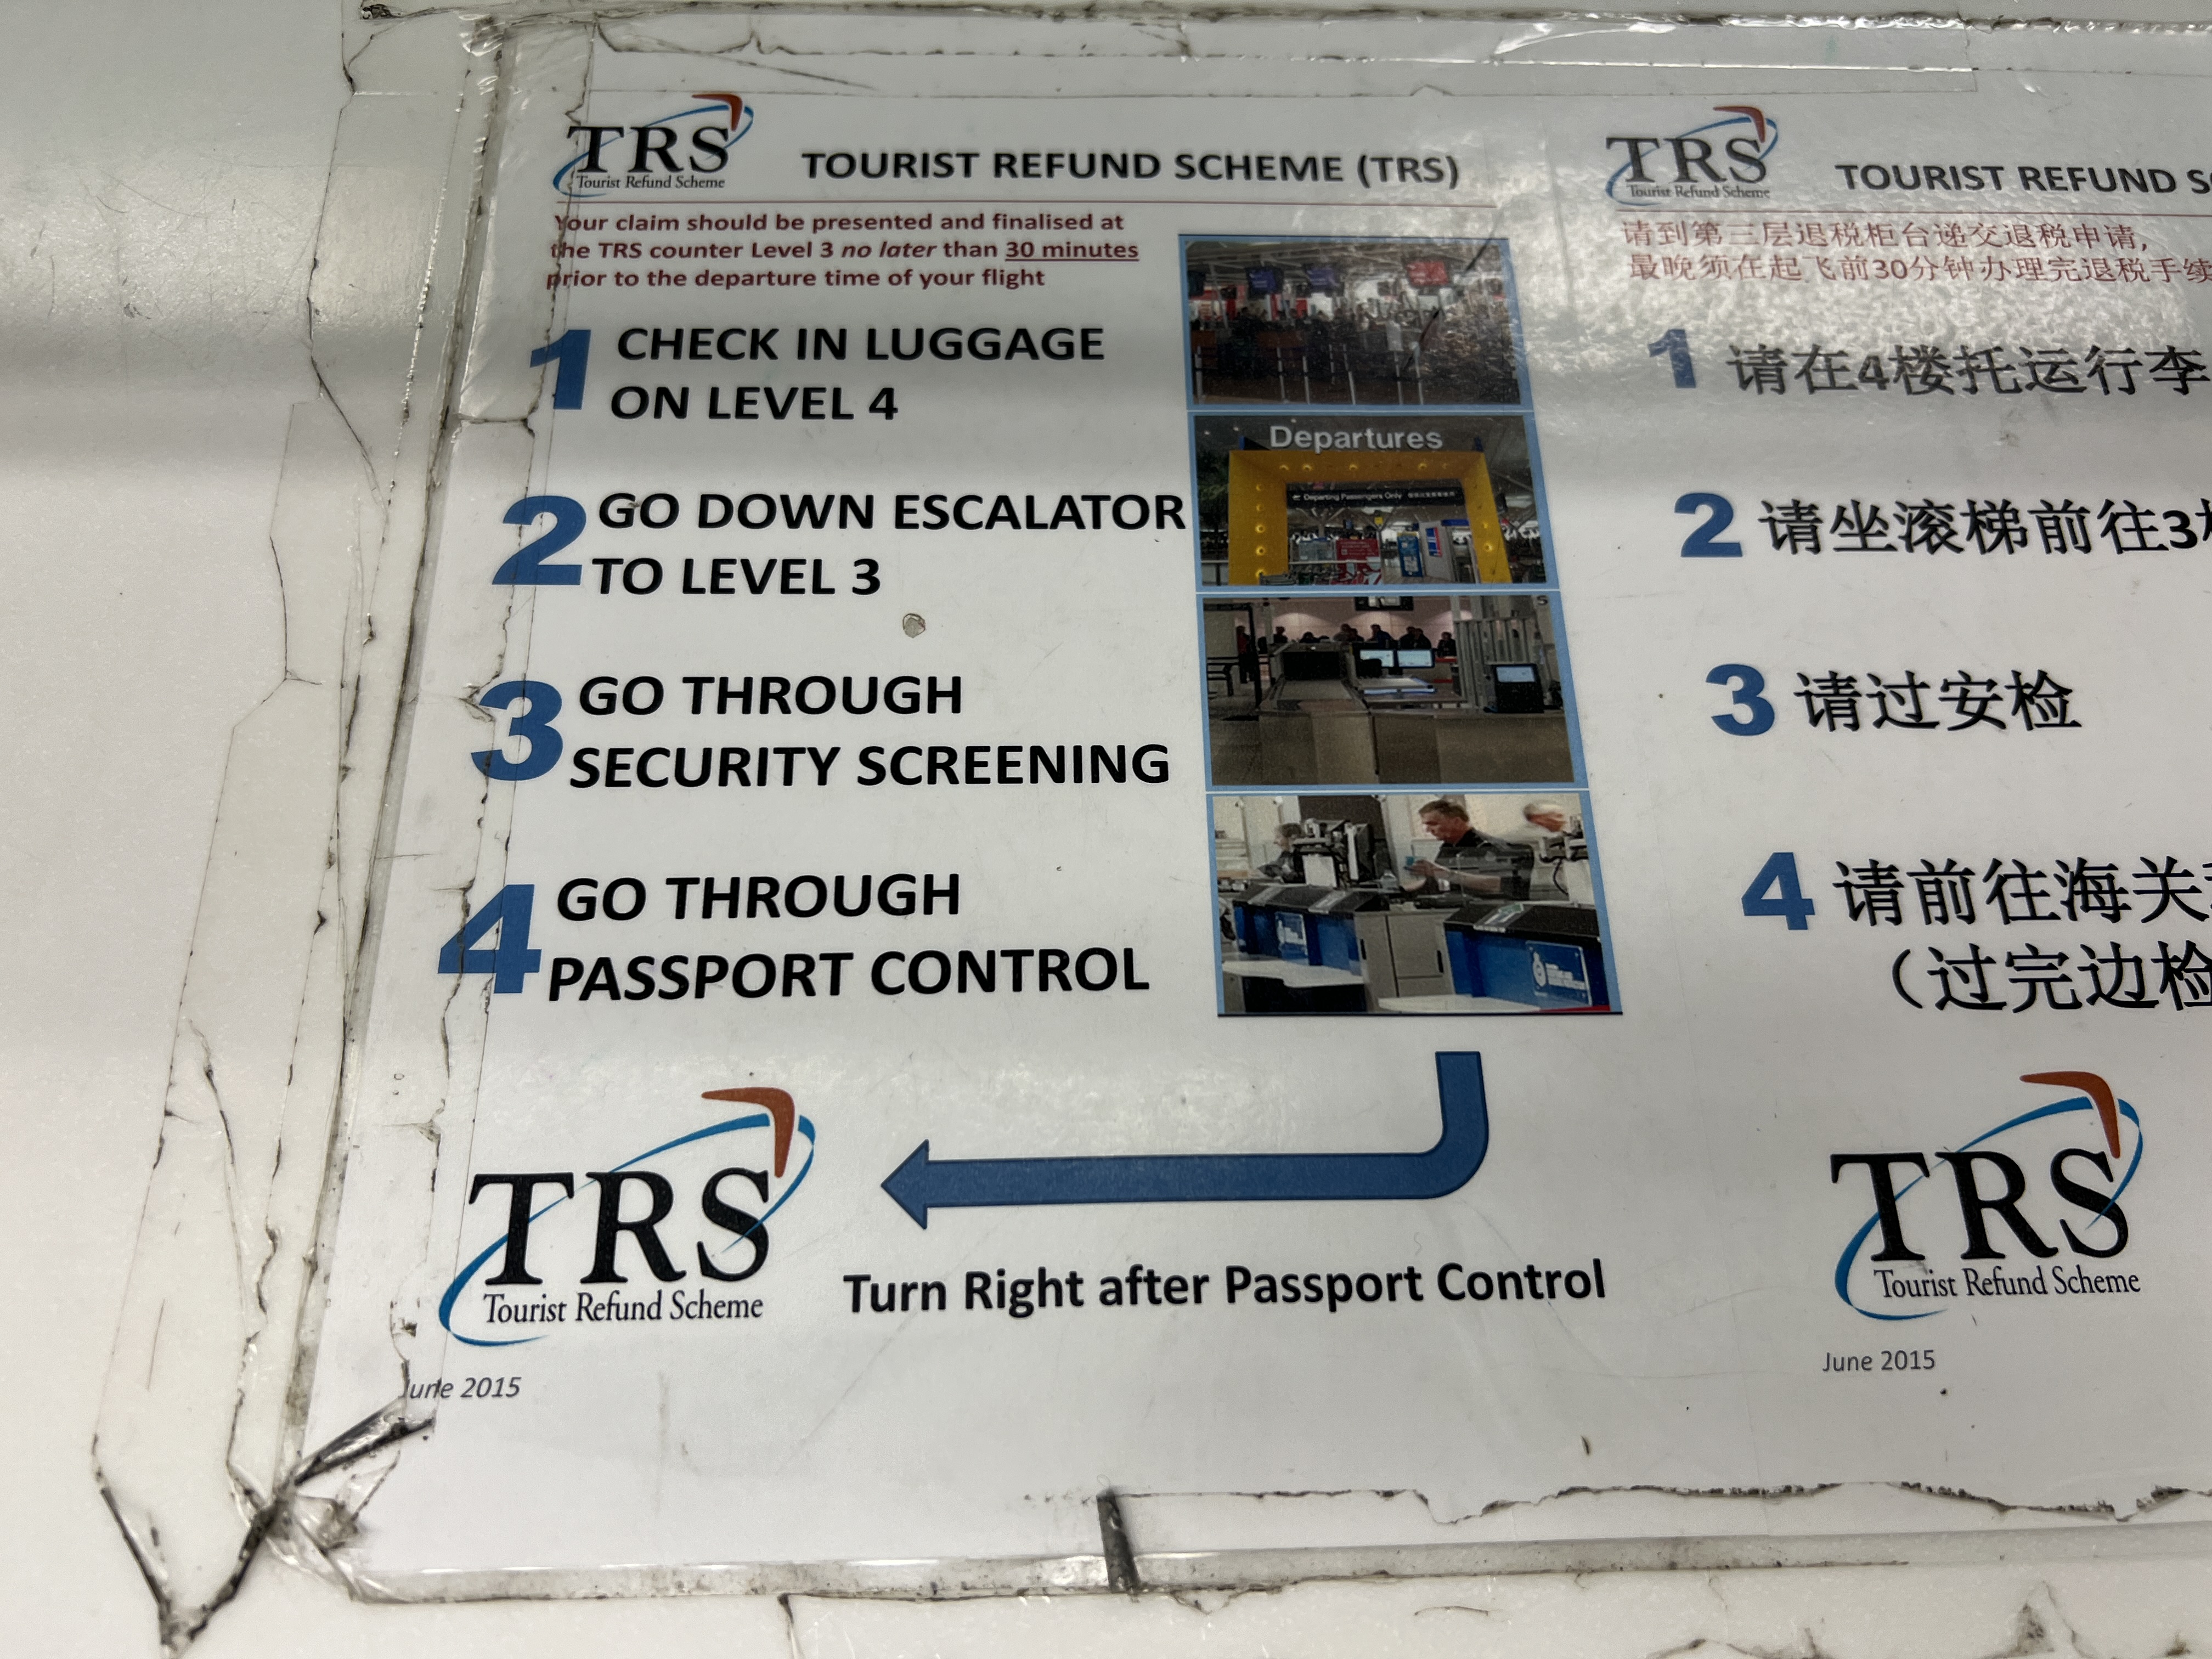 TRS
Tourist Refund Scheme
TOURIST REFUND SCHEME (TRS)
Your claim should be presented and finalised at
the TRS counter Level 3 no later than 30 minutes
prior to the departure time of your flight
1 CHECK IN LUGGAGE
ON LEVEL 4
2 GO DOWN ESCALATOR
TO LEVEL 3
3 GO THROUGH
SECURITY SCREENING
4 GO THROUGH
PASSPORT CONTROL
Departures
Departing Passengers Only
TRS
Tourist Refund Scheme
Turn Right after Passport Control
June 2015
TRS
Tourist Refund Scheme
TOURIST REFUND
请到第三层退税柜台递交退税申请,
最晚须在起飞前30分钟办理完退税手续
1 请在4楼托运行李
2 请坐滚梯前往3
3 请过安检
4 请前往海关
(过完边检
TRS
Tourist Refund Scheme
June 2015